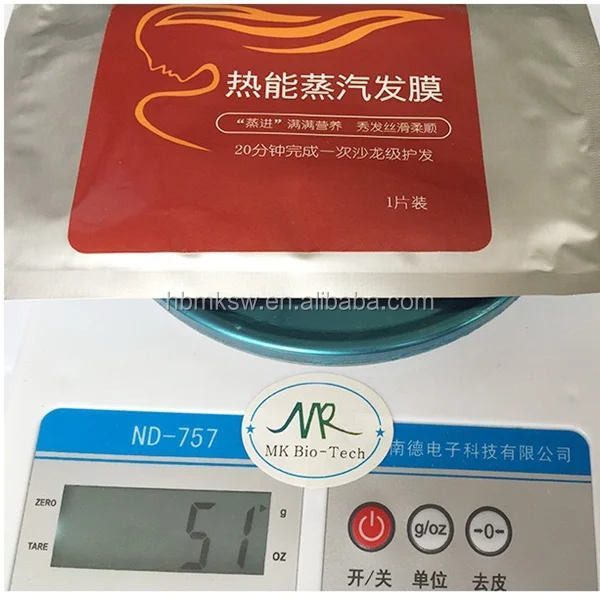 热能蒸汽发膜
“蒸进”满满营养 秀发丝滑柔顺
20分钟完成一次沙龙级护发
1片装
hbmksw.en.alibaba.com
ND-757
MR
MK Bio-Tech
南德电子科技有限公司
ZERO
TARE
51
g
oz
g/oz
→0←
开/关
单位
去皮